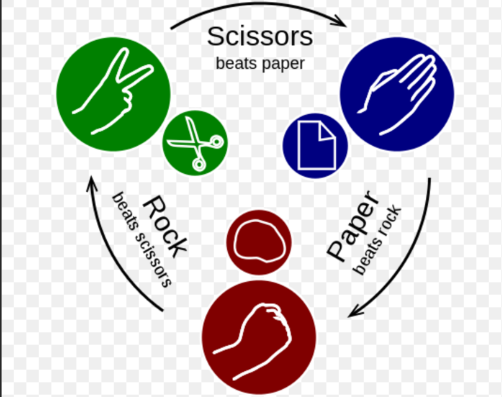 Scissors
beats paper
Rock
beats scissors
Paper
beats rock